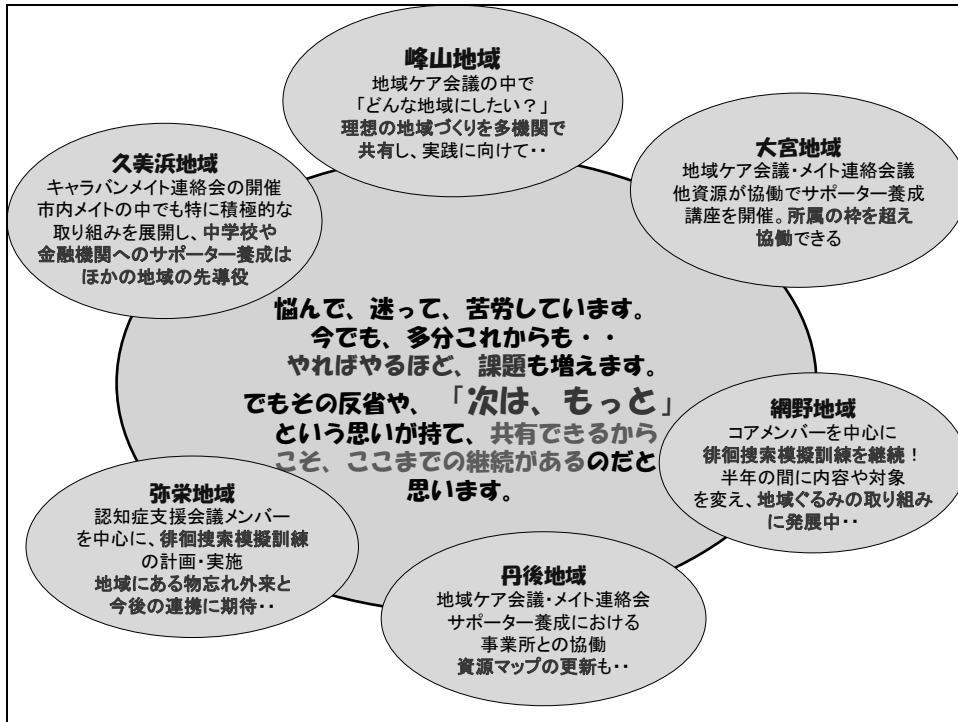 峰山地域
地域ケア会議の中で
「どんな地域にしたい？」
理想の地域づくりを多機関で
共有し、実践に向けて・・
大宮地域
地域ケア会議・メイト連絡会議
他資源が協働でサポーター養成
講座を開催。所属の枠を超え
協働できる
久美浜地域
キャラバンメイト連絡会の開催
市内メイトの中でも特に積極的な
取り組みを展開し、中学校や
金融機関へのサポーター養成は
ほかの地域の先導役
悩んで、迷って、苦労しています。
今でも、多分これからも・・
やればやるほど、課題も増えます。
でもその反省や、「次は、もっと」
という思いが持て、共有できるから
こそ、ここまでの継続があるのだと
思います。
網野地域
コアメンバーを中心に
徘徊捜索模擬訓練を継続！
半年の間に内容や対象
を変え、地域ぐるみの取り組み
に発展中・・
弥栄地域
認知症支援会議メンバー
を中心に、徘徊捜索模擬訓練
の計画・実施
地域にある物忘れ外来と
今後の連携に期待・・
丹後地域
地域ケア会議・メイト連絡会
サポーター養成における
事業所との協働
資源マップの更新も・・